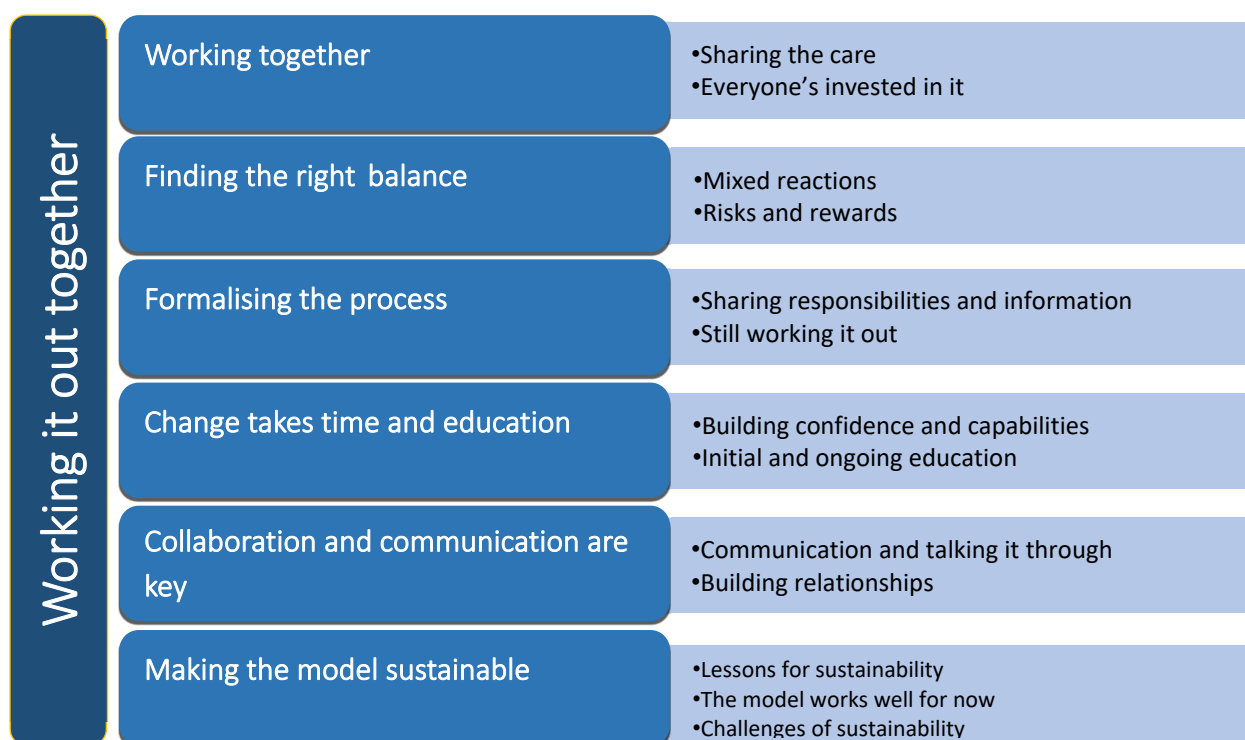 Working it out together
Working together
•Sharing the care
•Everyone’s invested in it
Finding the right balance
•Mixed reactions
•Risks and rewards
Formalising the process
•Sharing responsibilities and information
•Still working it out
Change takes time and education
•Building confidence and capabilities
•Initial and ongoing education
Collaboration and communication are
key
•Communication and talking it through
•Building relationships
Making the model sustainable
•Lessons for sustainability
•The model works well for now
•Challenges of sustainability